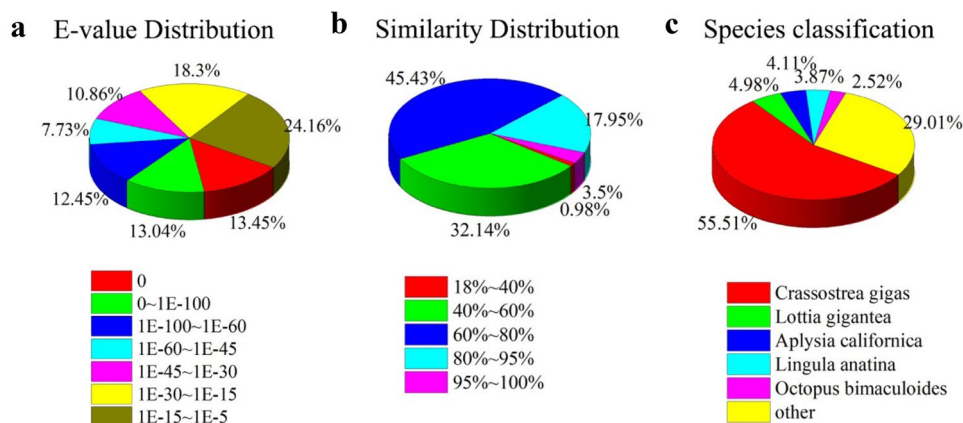 a E-value Distribution
18.3%
10.86%
7.73%
24.16%
12.45%
13.04%
13.45%
0
0~1E-100
1E-100~1E-60
1E-60~1E-45
1E-45~1E-30
1E-30~1E-15
1E-15~1E-5
b Similarity Distribution
45.43%
17.95%
3.5%
0.98%
32.14%
18%~40%
40%~60%
60%~80%
80%~95%
95%~100%
c Species classification
4.11%
4.98%
3.87%
2.52%
29.01%
55.51%
Crassostrea gigas
Lottia gigantea
Aplysia californica
Lingula anatina
Octopus bimaculoides
other